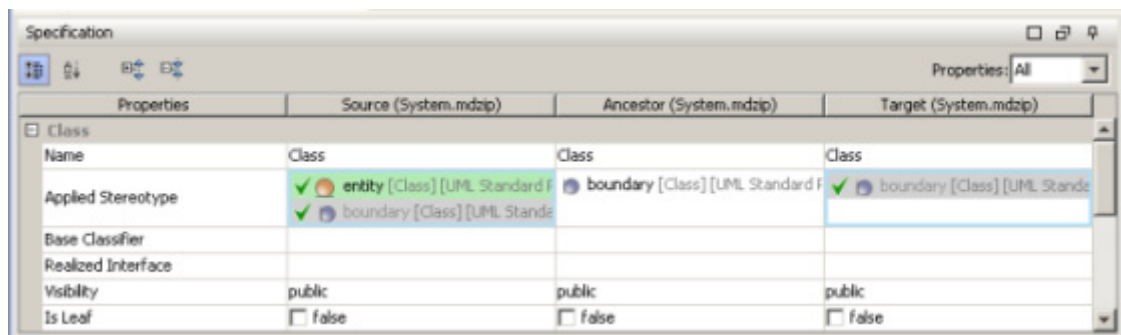 Specification
Properties: All
Properties Source (System.mdzip) Ancestor (System.mdzip) Target (System.mdzip)
Class
Name Class Class Class
Applied Stereotype
entity [Class] [UML Standard boundary [Class] [UML Standard boundary [Class] [UML Standa
boundary [Class] [UML Standa
Base Classifier
Realized Interface
Visibility public public public
Is Leaf false false false